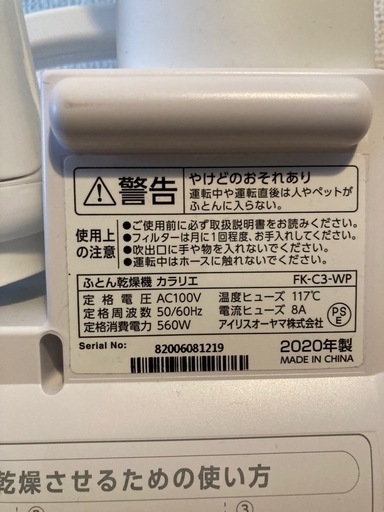 警告
やけどのおそれあり
運転中や運転直後は人やペットが
ふとんに入らない。
使用上
の注意
●ご使用前に必ず取扱説明書をお読みください。
●フィルターは月に1回程度、お手入れください。
●吹出口に手や物を入れないでください。
●運転中はホースに触れないでください。
ふとん乾燥機 カラリエ FK-C3-WP
定格電圧 AC100V 温度ヒューズ 117℃
定格周波数 50/60Hz 電流ヒューズ 8A
定格消費電力 560W アイリスオーヤマ株式会社
PSE
Serial No: 82006081219
2020年製
MADE IN CHINA
乾燥させるための使い方
③